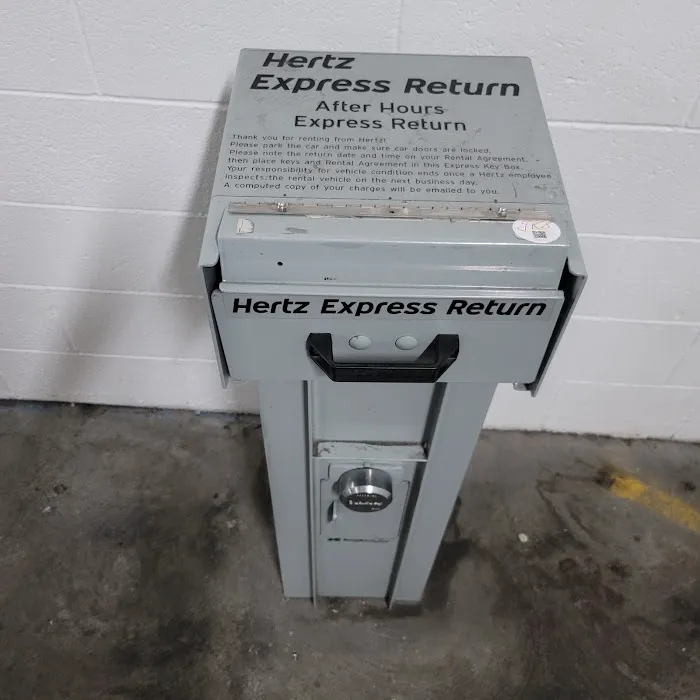 Hertz
Express Return
After Hours
Express Return
Thank you for renting from Hertz!
Please park the car and make sure car doors are locked.
Please note the return date and time on your Rental Agreement,
then place keys and Rental Agreement in this Express Key Box.
Your responsibility for vehicle condition ends once a Hertz employee
inspects the rental vehicle on the next business day.
A computed copy of your charges will be emailed to you.
Hertz Express Return